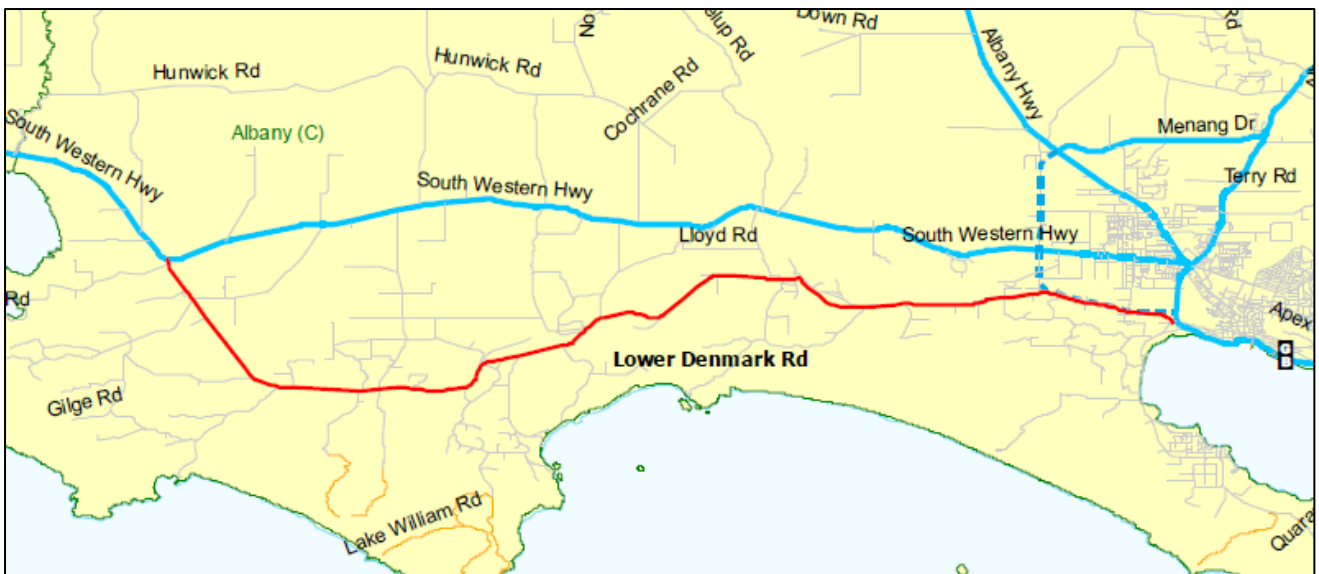 Down Rd
Albany Hwy
Hunwick Rd
Hunwick Rd
Cochrane Rd
South Western Hwy
Albany (C)
Menang Dr
South Western Hwy
Terry Rd
Lloyd Rd
South Western Hwy
Rd
Apex
Lower Denmark Rd
Gilge Rd
Lake William Rd